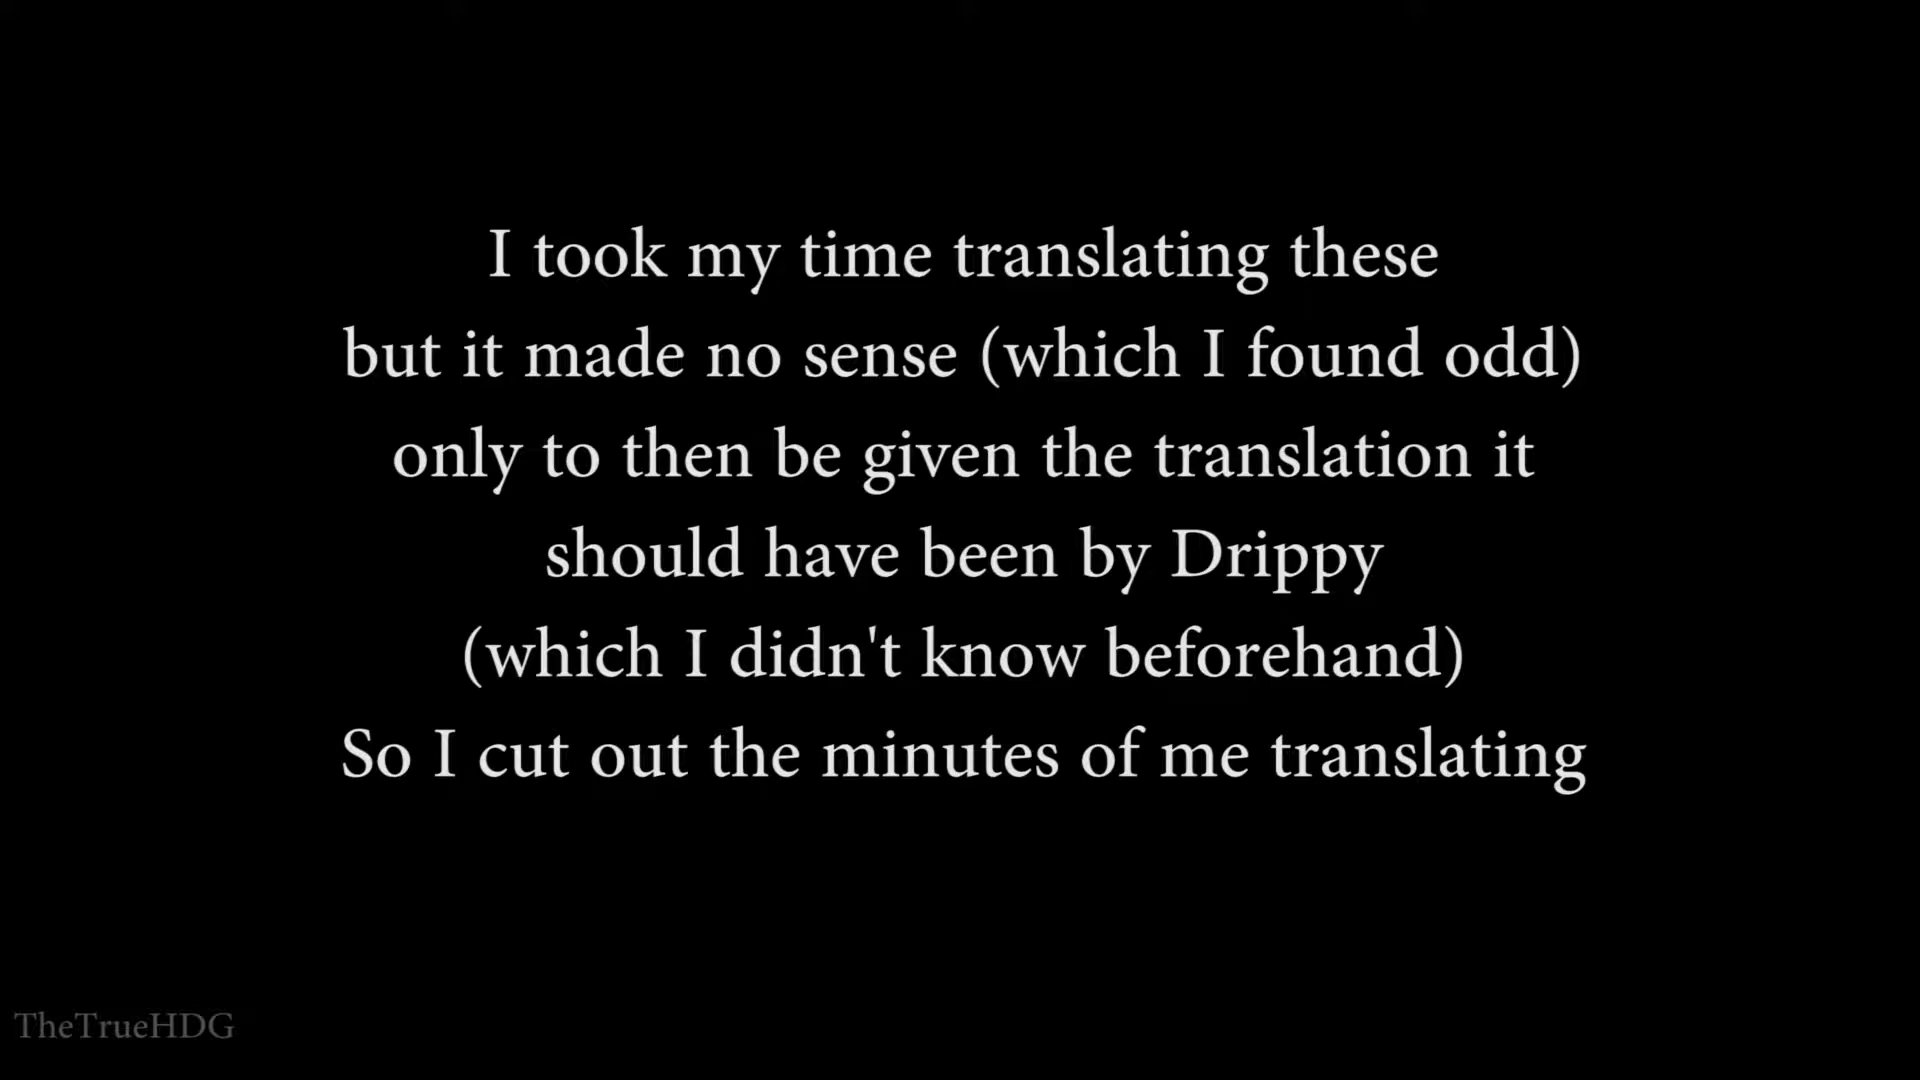 I took my time translating these
but it made no sense (which I found odd)
only to then be given the translation it
should have been by Drippy
(which I didn't know beforehand)
So I cut out the minutes of me translating
TheTrueHDG